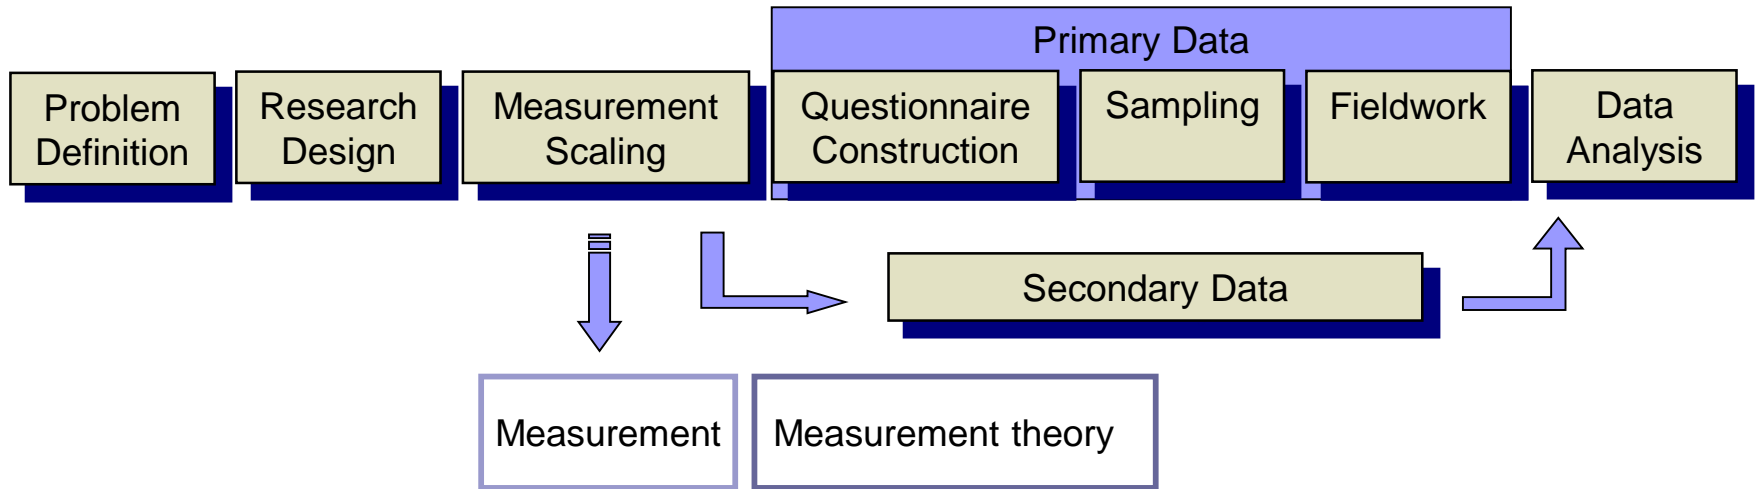 Primary Data
Problem
Definition
Research
Design
Measurement
Scaling
Questionnaire
Construction
Sampling
Fieldwork
Data
Analysis
Secondary Data
Measurement
Measurement theory